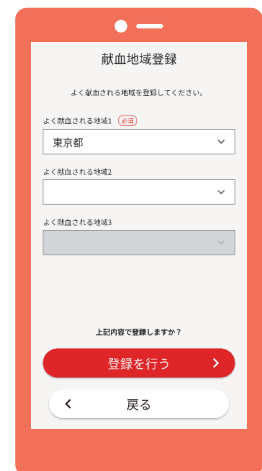 献血地域登録
よく献血される地域を登録してください。
よく献血される地域1 必須
東京都
よく献血される地域2
よく献血される地域3
上記内容で登録しますか？
登録を行う
戻る